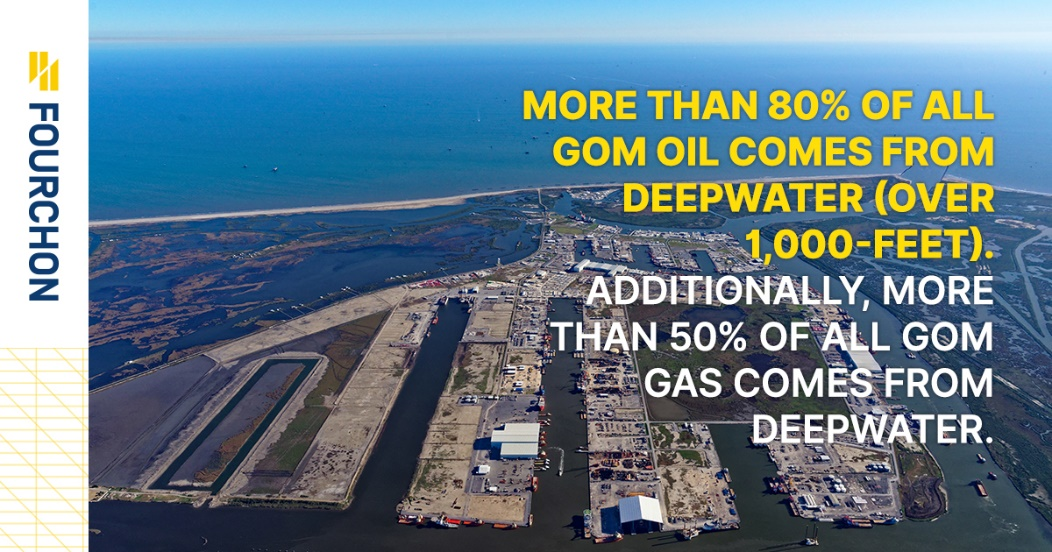 FOURCHON
MORE THAN 80% OF ALL
GOM OIL COMES FROM
DEEPWATER (OVER
1,000-FEET).
ADDITIONALLY, MORE
THAN 50% OF ALL GOM
GAS COMES FROM
DEEPWATER.